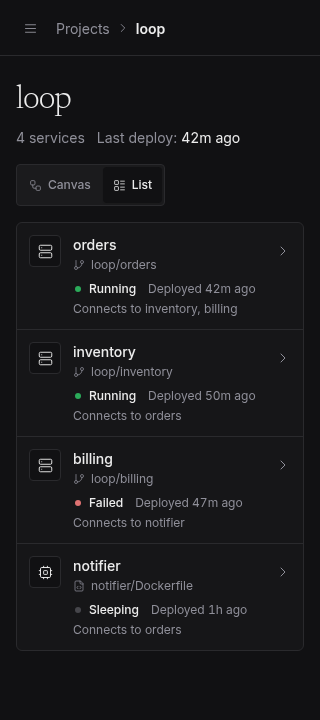 Projects > loop
loop
4 services Last deploy: 42m ago
Canvas List
orders
loop/orders
Running Deployed 42m ago
Connects to inventory, billing
inventory
loop/inventory
Running Deployed 50m ago
Connects to orders
billing
loop/billing
Failed Deployed 47m ago
Connects to notifier
notifier
notifier/Dockerfile
Sleeping Deployed 1h ago
Connects to orders